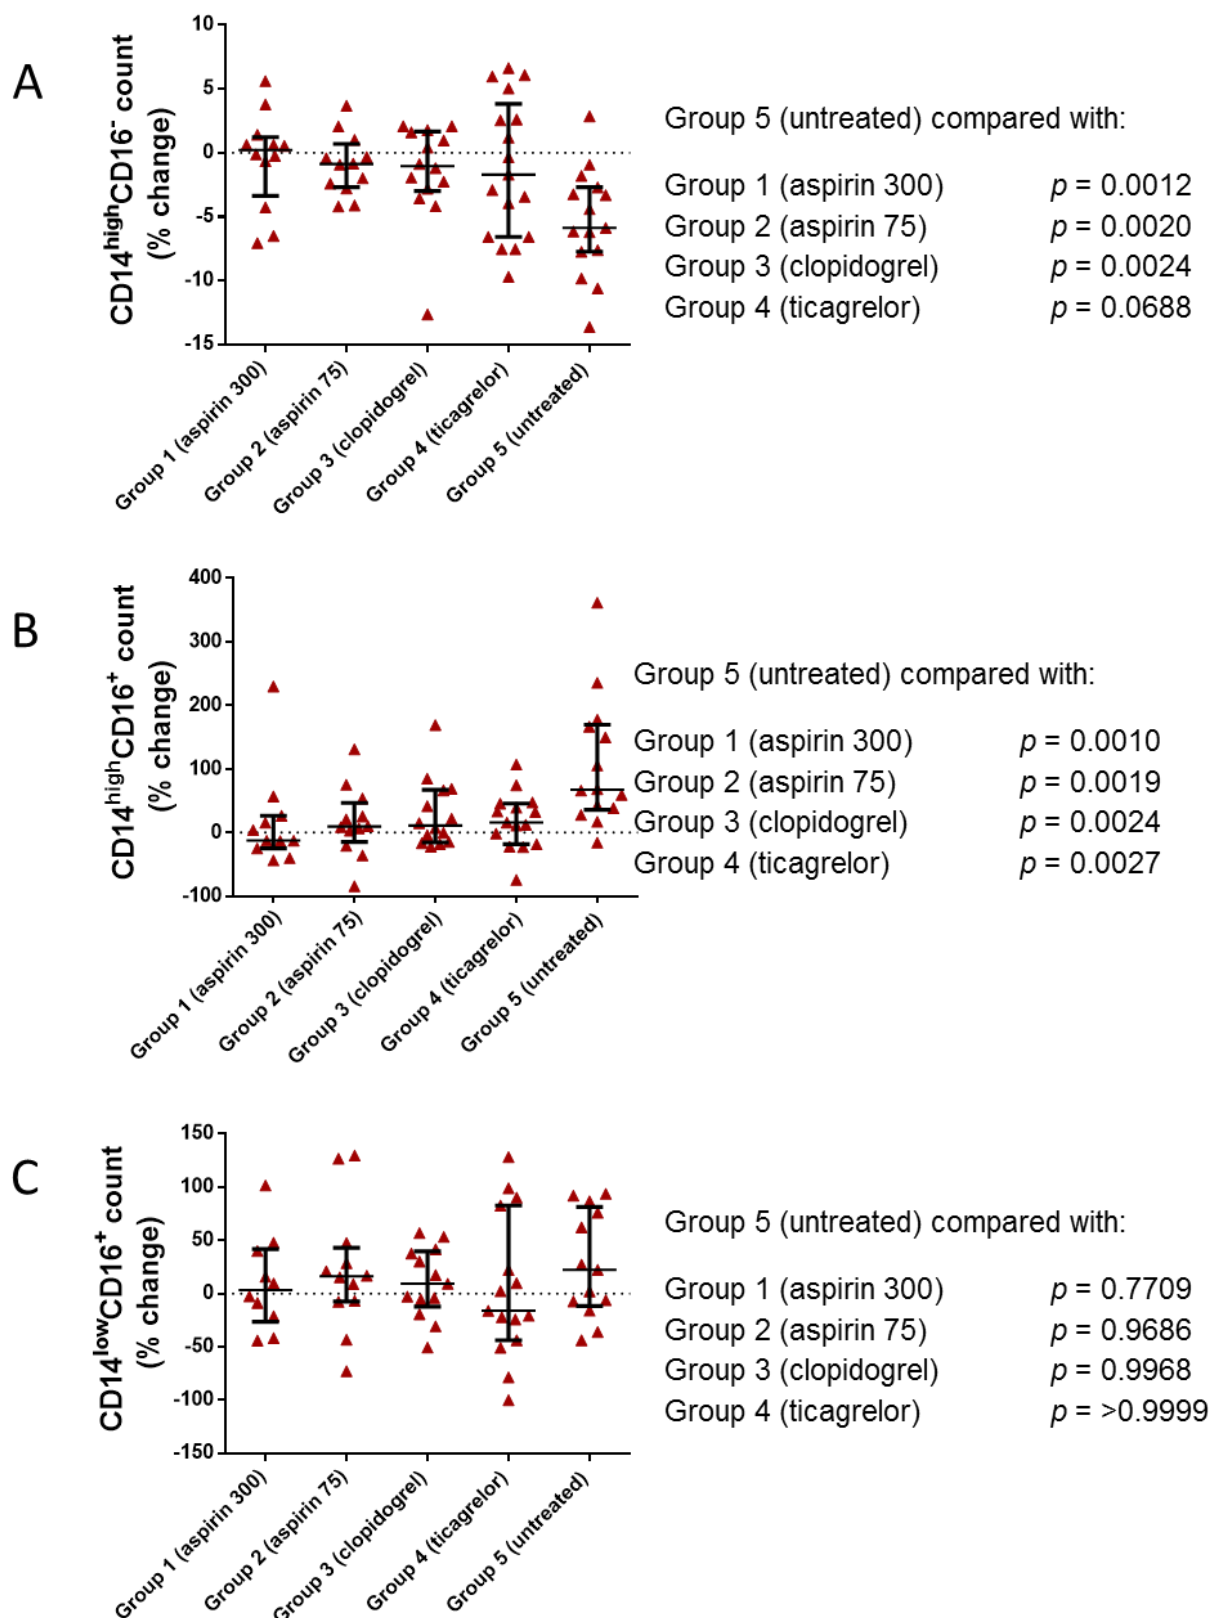 A
CD14highCD16- count
(% change)
10
5
0
-5
-10
-15
Group 1 (aspirin 300)
Group 2 (aspirin 75)
Group 3 (clopidogrel)
Group 4 (ticagrelor)
Group 5 (untreated)
Group 5 (untreated) compared with:
Group 1 (aspirin 300) p = 0.0012
Group 2 (aspirin 75) p = 0.0020
Group 3 (clopidogrel) p = 0.0024
Group 4 (ticagrelor) p = 0.0688
B
CD14highCD16+ count
(% change)
400
300
200
100
0
-100
Group 1 (aspirin 300)
Group 2 (aspirin 75)
Group 3 (clopidogrel)
Group 4 (ticagrelor)
Group 5 (untreated)
Group 5 (untreated) compared with:
Group 1 (aspirin 300) p = 0.0010
Group 2 (aspirin 75) p = 0.0019
Group 3 (clopidogrel) p = 0.0024
Group 4 (ticagrelor) p = 0.0027
C
CD14lowCD16+ count
(% change)
150
100
50
0
-50
-100
-150
Group 1 (aspirin 300)
Group 2 (aspirin 75)
Group 3 (clopidogrel)
Group 4 (ticagrelor)
Group 5 (untreated)
Group 5 (untreated) compared with:
Group 1 (aspirin 300) p = 0.7709
Group 2 (aspirin 75) p = 0.9686
Group 3 (clopidogrel) p = 0.9968
Group 4 (ticagrelor) p = >0.9999